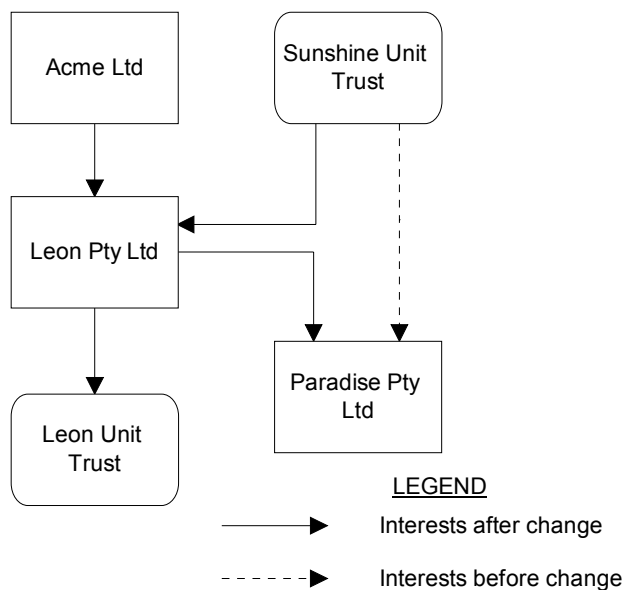 Acme Ltd
Sunshine Unit
Trust
Leon Pty Ltd
Paradise Pty
Ltd
Leon Unit
Trust
LEGEND
Interests after change
Interests before change